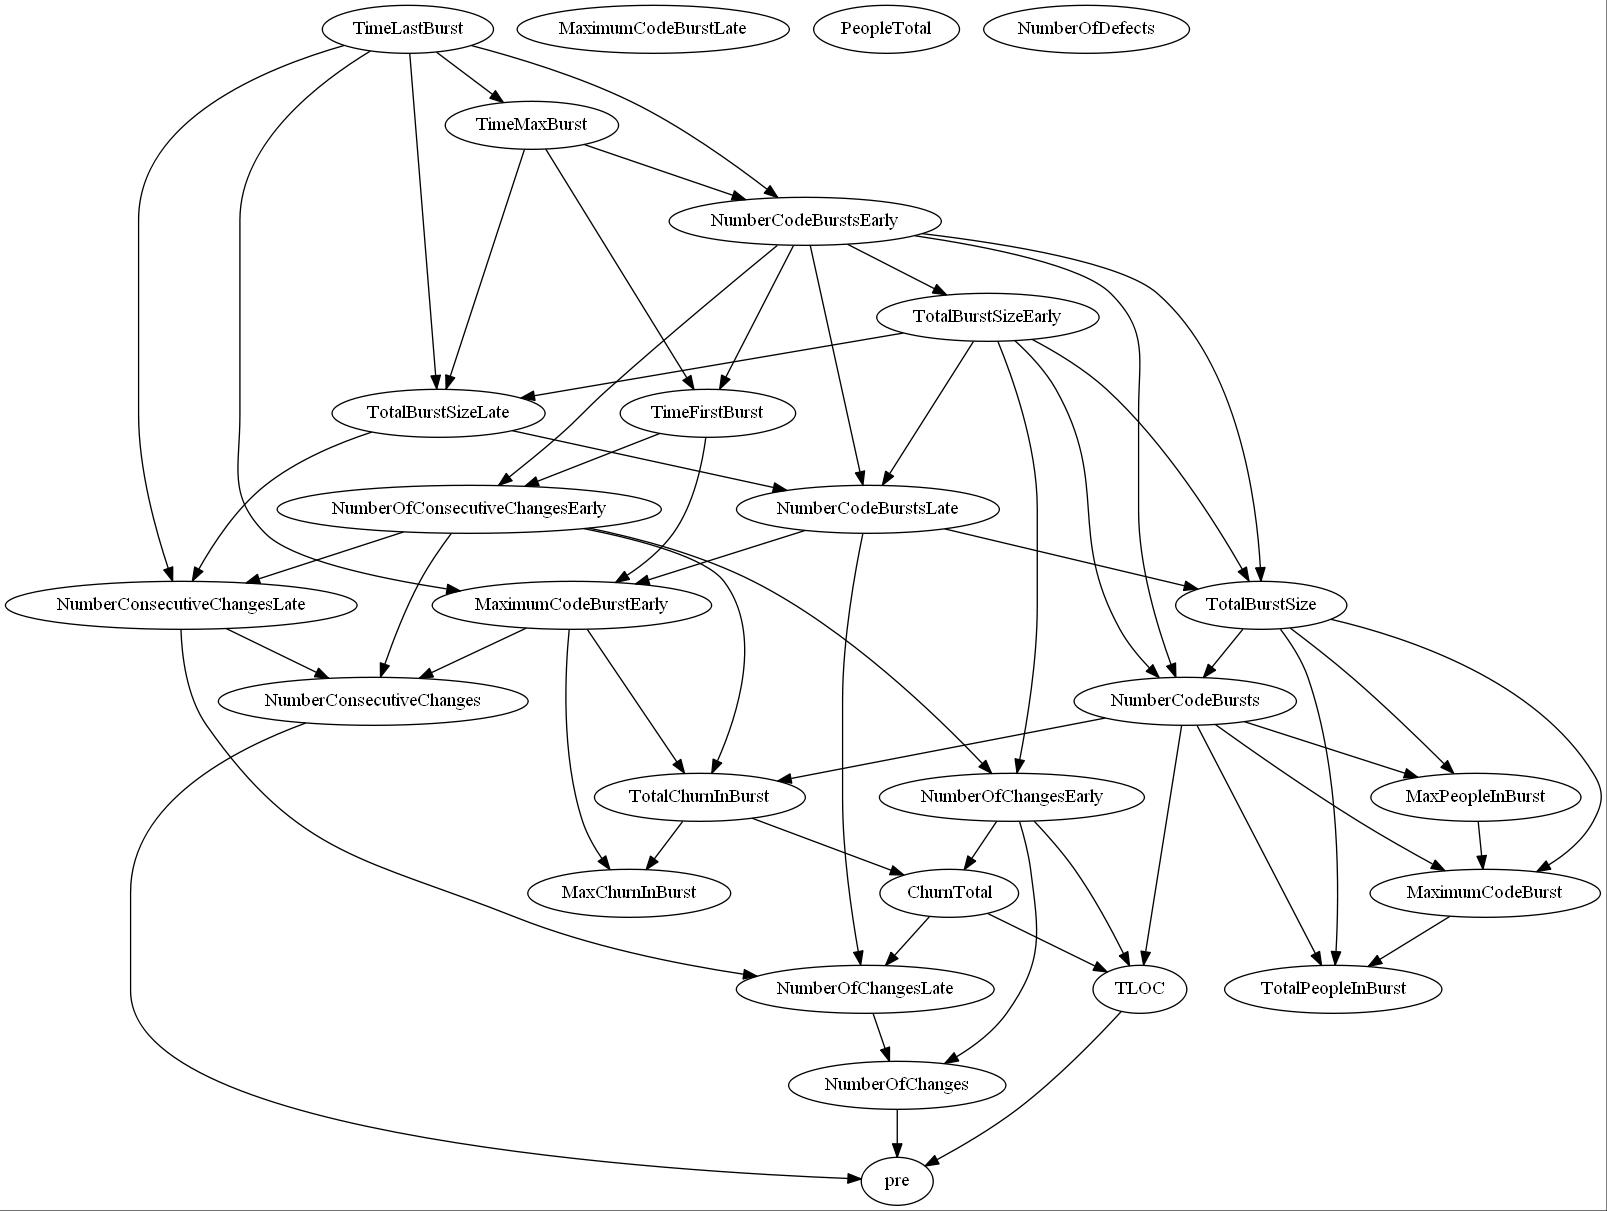 TimeLastBurst
MaximumCodeBurstLate
PeopleTotal
NumberOfDefects
TimeMaxBurst
NumberCodeBurstsEarly
TotalBurstSizeEarly
TotalBurstSizeLate
TimeFirstBurst
NumberOfConsecutiveChangesEarly
NumberCodeBurstsLate
NumberConsecutiveChangesLate
MaximumCodeBurstEarly
TotalBurstSize
NumberConsecutiveChanges
NumberCodeBursts
TotalChurnInBurst
NumberOfChangesEarly
MaxPeopleInBurst
MaxChurnInBurst
ChurnTotal
MaximumCodeBurst
NumberOfChangesLate
TLOC
TotalPeopleInBurst
NumberOfChanges
pre